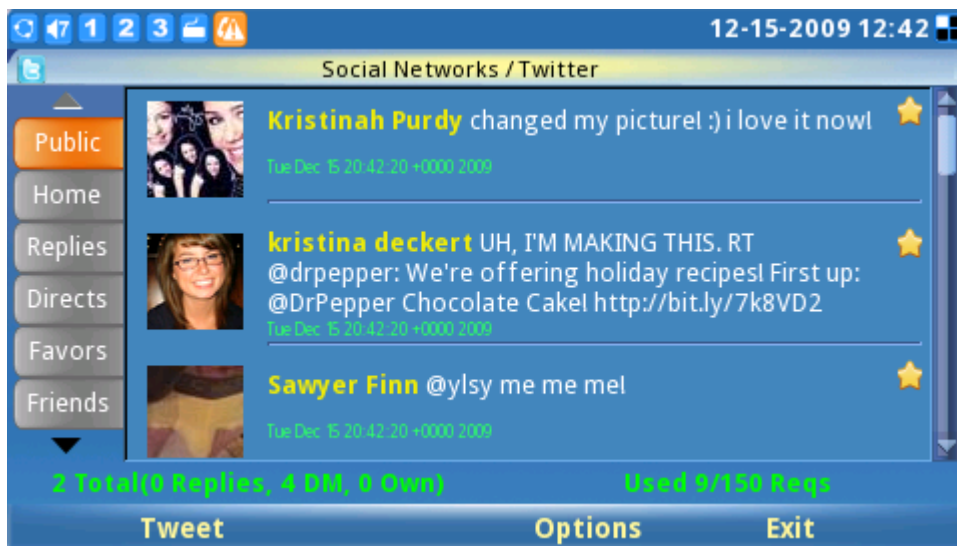 1 2 3 12-15-2009 12:42
Social Networks / Twitter
Public
Home
Replies
Directs
Favors
Friends
Kristinah Purdy changed my picture! :) i love it now!
Tue Dec 15 20:42:20 +0000 2009
kristina deckert UH, I'M MAKING THIS. RT
@drpepper: We're offering holiday recipes! First up:
@DrPepper Chocolate Cake! http://bit.ly/7k8VD2
Tue Dec 15 20:42:20 +0000 2009
Sawyer Finn @ylsy me me me!
Tue Dec 15 20:42:20 +0000 2009
2 Total(0 Replies, 4 DM, 0 Own) Used 9/150 Reqs
Tweet Options Exit